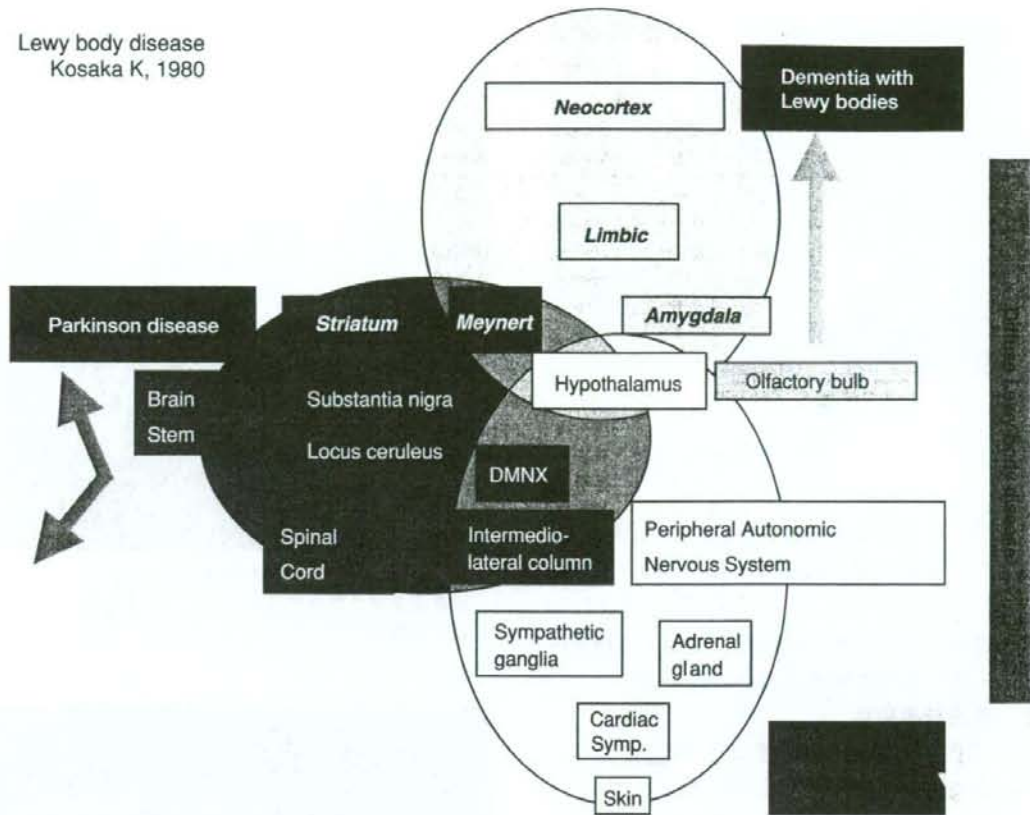 Lewy body disease
Kosaka K, 1980
Dementia with
Lewy bodies
Neocortex
Limbic
Parkinson disease
Striatum
Meynert
Amygdala
Hypothalamus
Olfactory bulb
Brain
Stem
Substantia nigra
Locus ceruleus
DMNX
Spinal
Cord
Intermedio-
lateral column
Peripheral Autonomic
Nervous System
Sympathetic
ganglia
Adrenal
gland
Cardiac
Symp.
Skin